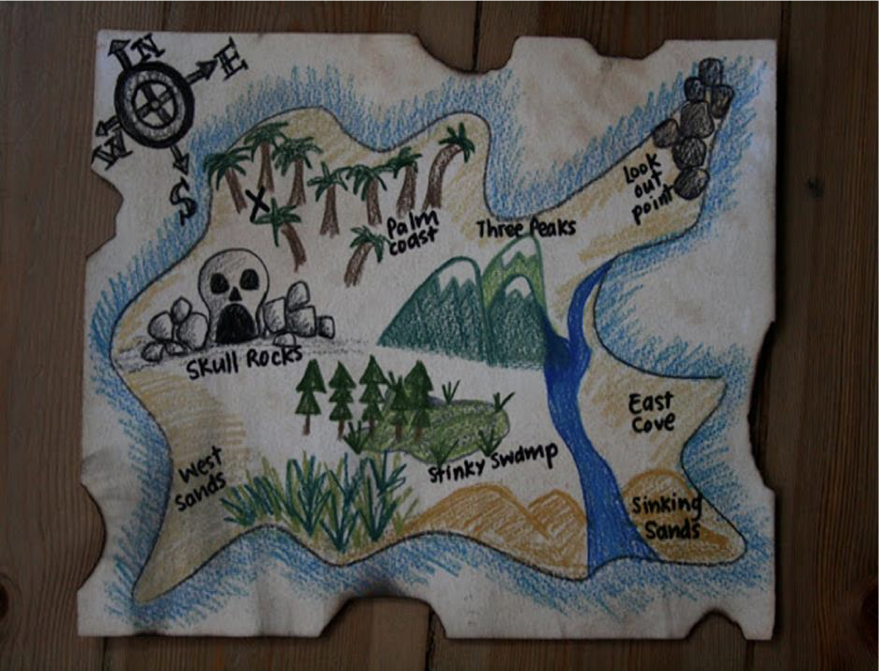 N
E
W
S
X
Look
out
point
Palm
coast
Three Peaks
Skull Rocks
East
Cove
West
Sands
Stinky Swamp
Sinking
Sands